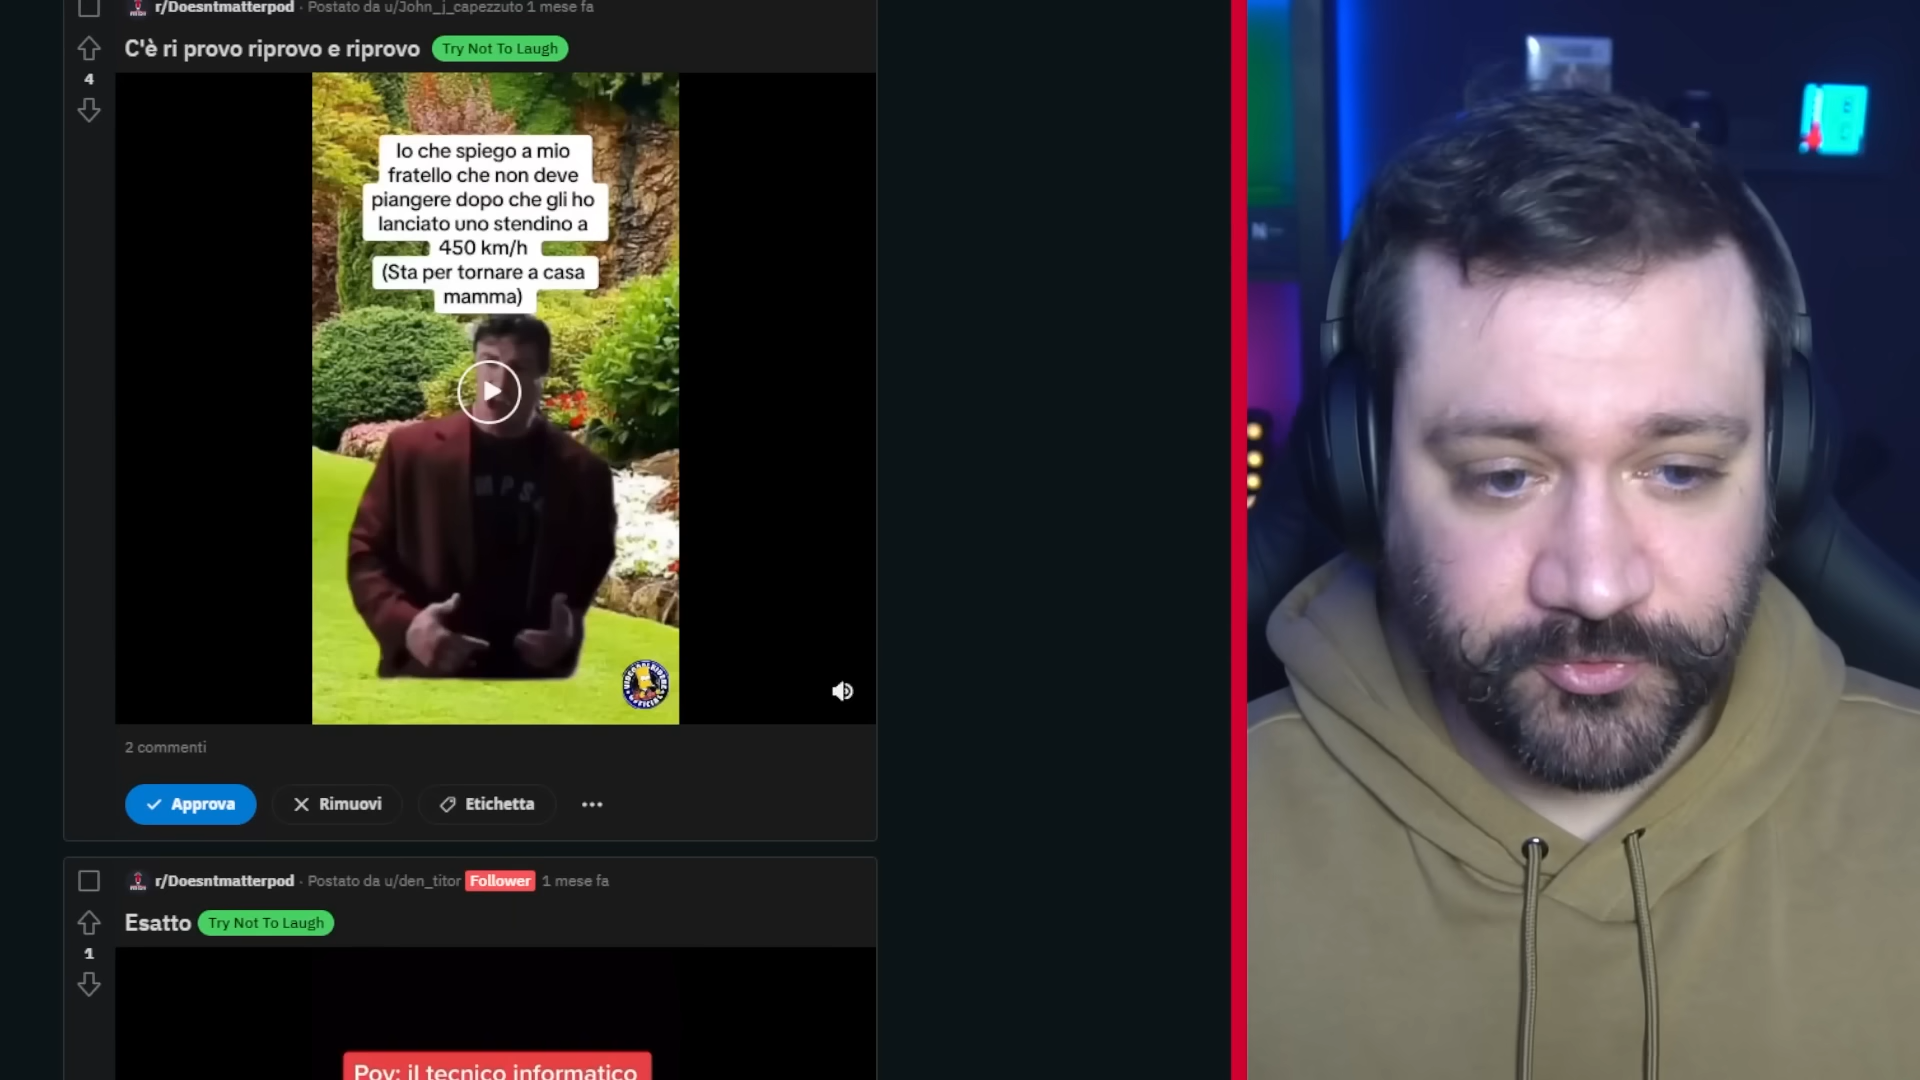 r/Doesntmatterpod · Postato da u/John_j_capezzuto 1 mese fa
C'è ri provo riprovo e riprovo Try Not To Laugh
4
Io che spiego a mio
fratello che non deve
piangere dopo che gli ho
lanciato uno stendino a
450 km/h
(Sta per tornare a casa
mamma)
2 commenti
Approva Rimuovi Etichetta
r/Doesntmatterpod · Postato da u/den_titor Follower 1 mese fa
Esatto Try Not To Laugh
1
Pov: il tecnico informatico